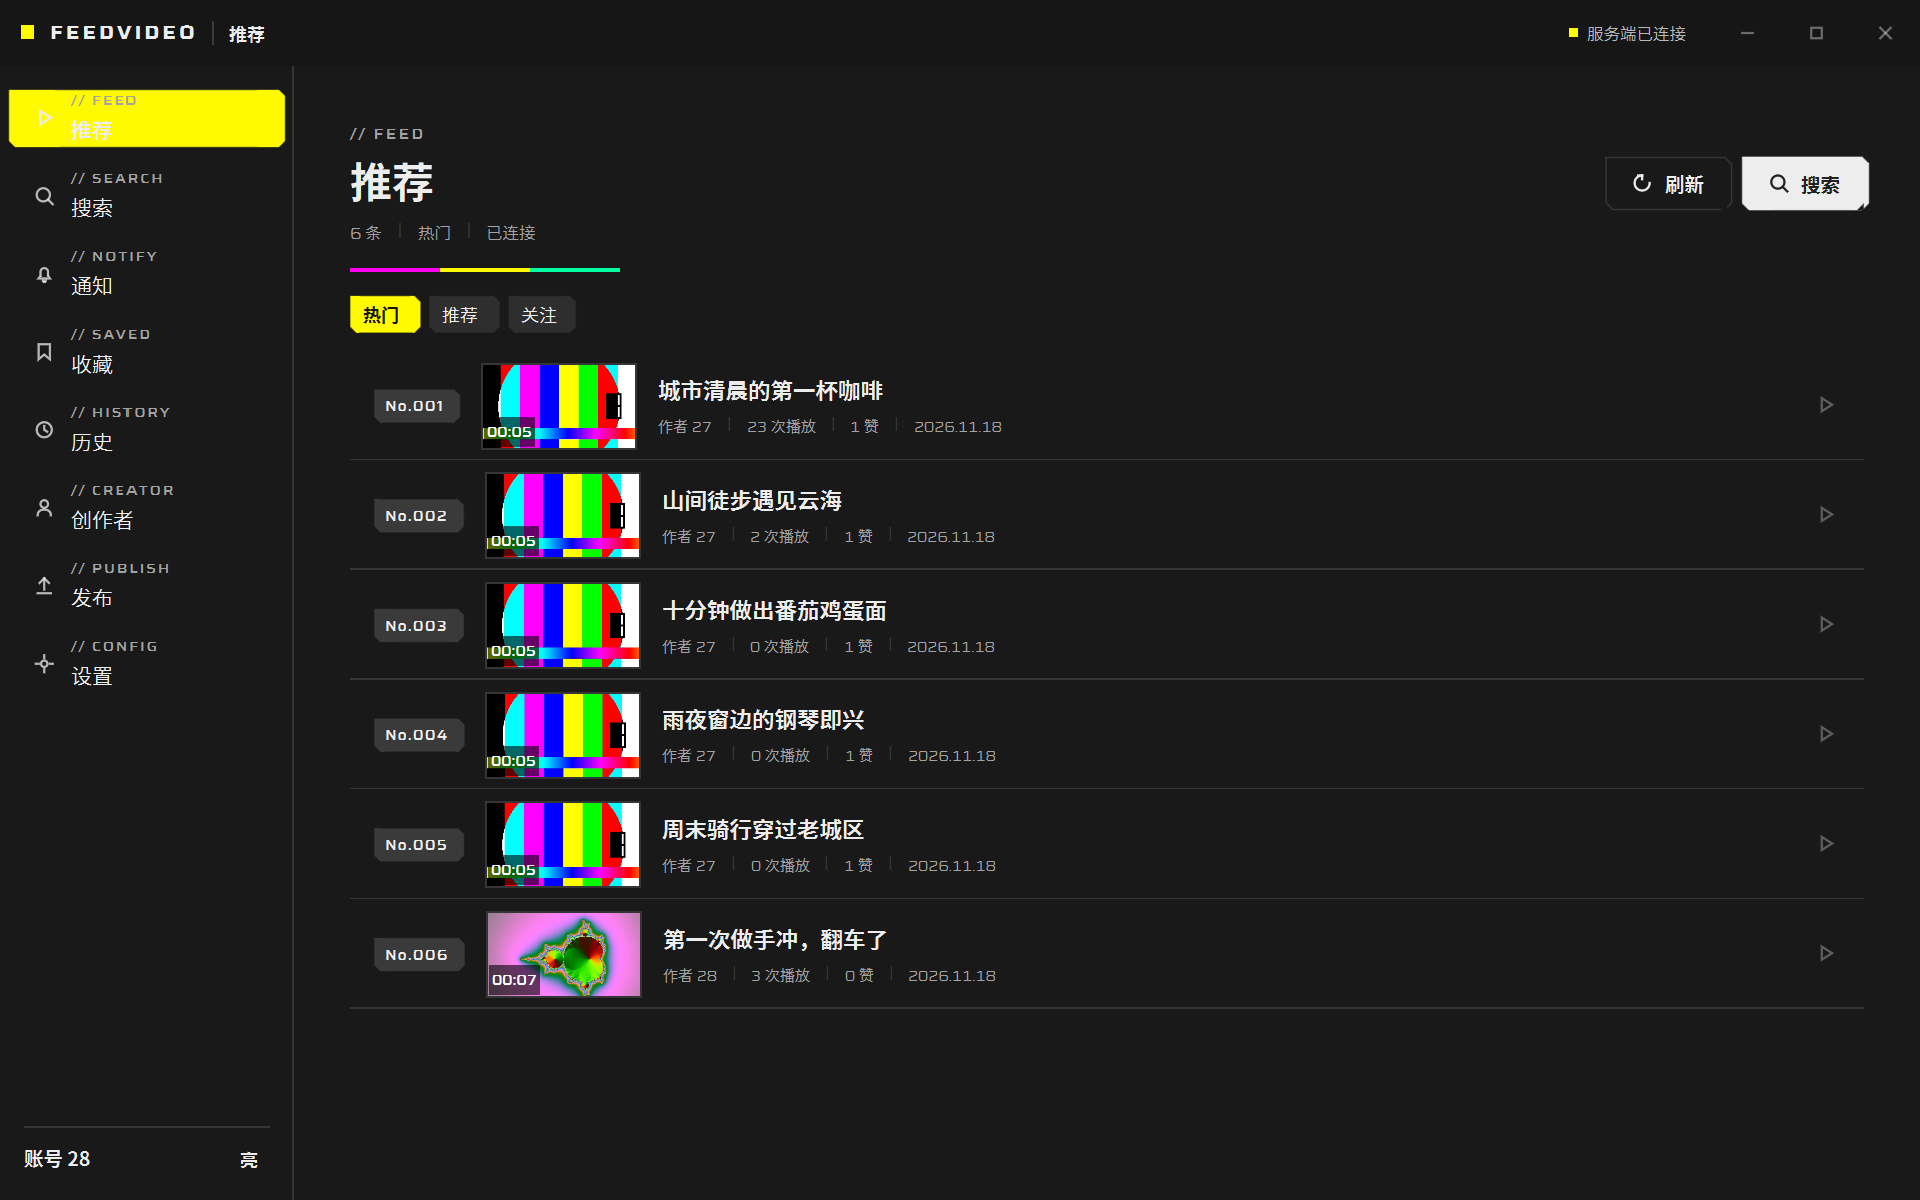 FEEDVIDEO
推荐
服务端已连接
// FEED
推荐
// SEARCH
搜索
// NOTIFY
通知
// SAVED
收藏
// HISTORY
历史
// CREATOR
创作者
// PUBLISH
发布
// CONFIG
设置
账号 28
亮
// FEED
推荐
6 条 热门 已连接
刷新
搜索
热门 推荐 关注
No.001
00:05
城市清晨的第一杯咖啡
作者 27 23 次播放 1 赞 2026.11.18
No.002
00:05
山间徒步遇见云海
作者 27 2 次播放 1 赞 2026.11.18
No.003
00:05
十分钟做出番茄鸡蛋面
作者 27 0 次播放 1 赞 2026.11.18
No.004
00:05
雨夜窗边的钢琴即兴
作者 27 0 次播放 1 赞 2026.11.18
No.005
00:05
周末骑行穿过老城区
作者 27 0 次播放 1 赞 2026.11.18
No.006
00:07
第一次做手冲，翻车了
作者 28 3 次播放 0 赞 2026.11.18